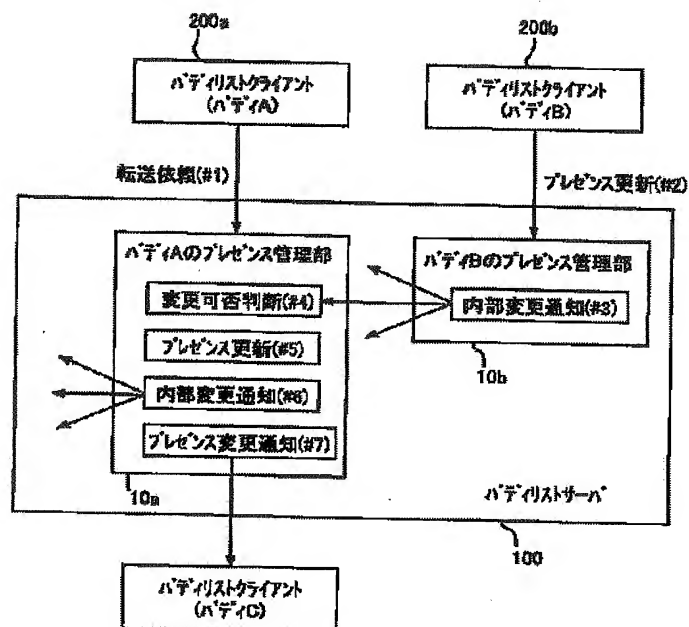 200a
200b
バディリストクライアント
(バディA)
バディリストクライアント
(バディB)
転送依頼(#1)
プレゼンス更新(#2)
バディAのプレゼンス管理部
バディBのプレゼンス管理部
変更可否判断(#4)
内部変更通知(#3)
プレゼンス更新(#5)
10b
内部変更通知(#6)
プレゼンス変更通知(#7)
10a
バディリストサーバ
100
バディリストクライアント
(バディC)